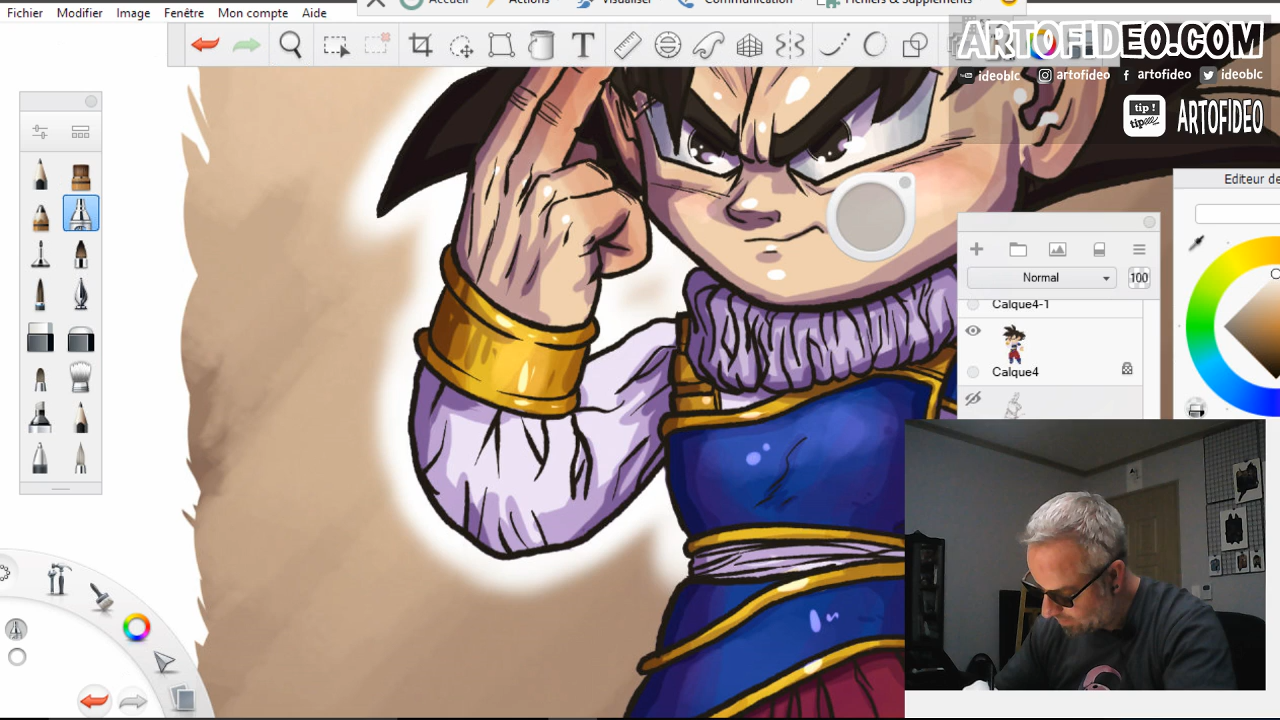 Accueil Actions Visualiser Communication Fichiers & Suppléments
Fichier Modifier Image Fenêtre Mon compte Aide
ARTOFIDEO.COM
ideoblc artofideo artofideo ideoblc
tip!
tip
ARTOFIDEO
Editeur de
Normal 100
Calque4-1
Calque4